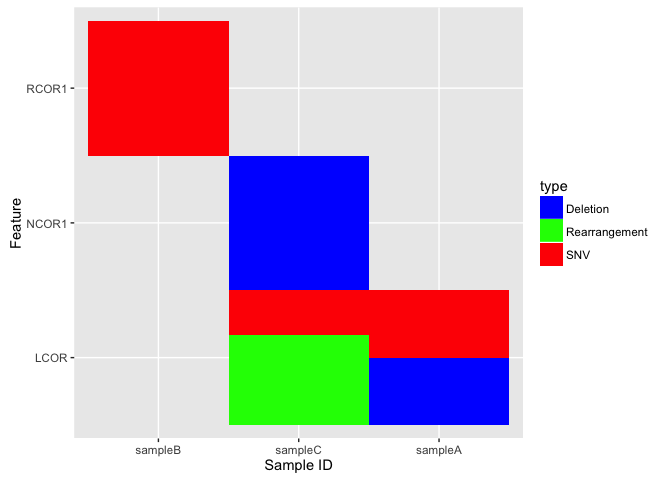 RCOR1
NCOR1
LCOR
Feature
sampleB
sampleC
sampleA
Sample ID
type
Deletion
Rearrangement
SNV